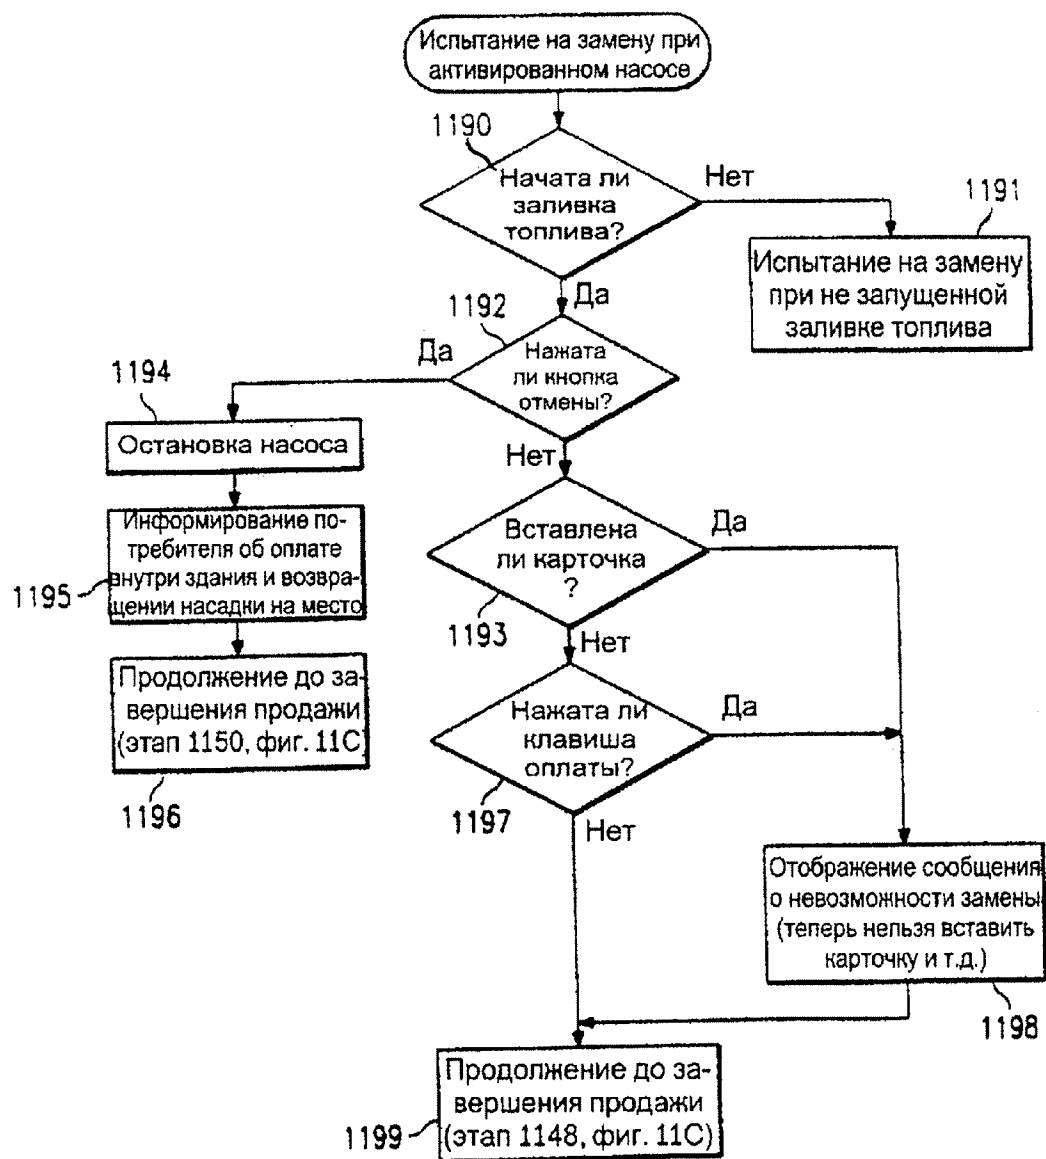 Испытание на замену при
активированном насосе
1190
Начата ли
заливка
топлива?
Нет
1191
Испытание на замену
при не запущенной
заливке топлива
Да
1192
Нажата
ли кнопка
отмены?
Да
1194
Остановка насоса
Нет
Информирование по-
требителя об оплате
внутри здания и возвра-
щении насадки на место
1195
Вставлена
ли карточка
?
Да
1193
Нет
Продолжение до за-
вершения продажи
(этап 1150, фиг. 11C)
1196
Нажата ли
клавиша
оплаты?
Да
1197
Нет
Отображение сообщения
о невозможности замены
(теперь нельзя вставить
карточку и т.д.)
1198
Продолжение до за-
вершения продажи
(этап 1148, фиг. 11C)
1199